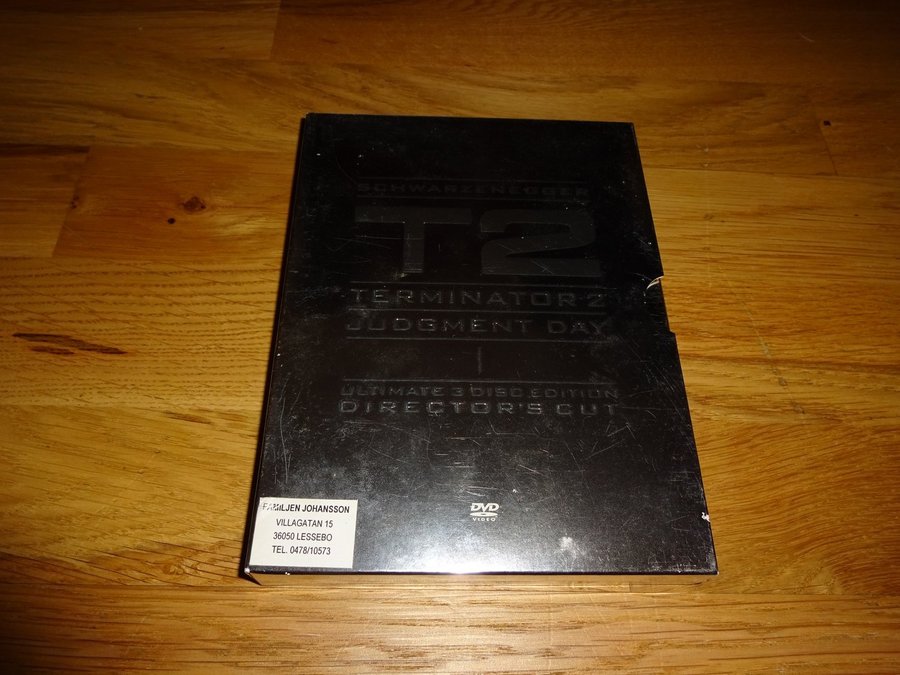 SCHWARZENEGGER
T2
TERMINATOR 2
JUDGMENT DAY
ULTIMATE 3 DISC EDITION
DIRECTOR'S CUT
DVD
VIDEO
FAMILJEN JOHANSSON
VILLAGATAN 15
36050 LESSEBO
TEL. 0478/10573